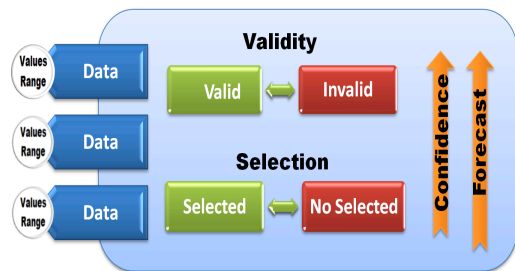 Values
Range
Data
Values
Range
Data
Values
Range
Data
Validity
Valid
Invalid
Selection
Selected
No Selected
Confidence
Forecast